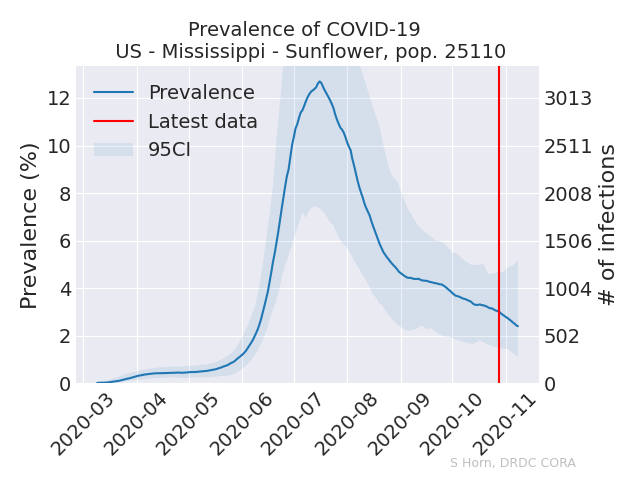 Prevalence of COVID-19
US - Mississippi - Sunflower, pop. 25110
Prevalence
Latest data
95CI
Prevalence (%)
12
10
8
6
4
2
0
3013
2511
2008
1506
1004
502
0
# of infections
2020-03
2020-04
2020-05
2020-06
2020-07
2020-08
2020-09
2020-10
2020-11
S Horn, DRDC CORA